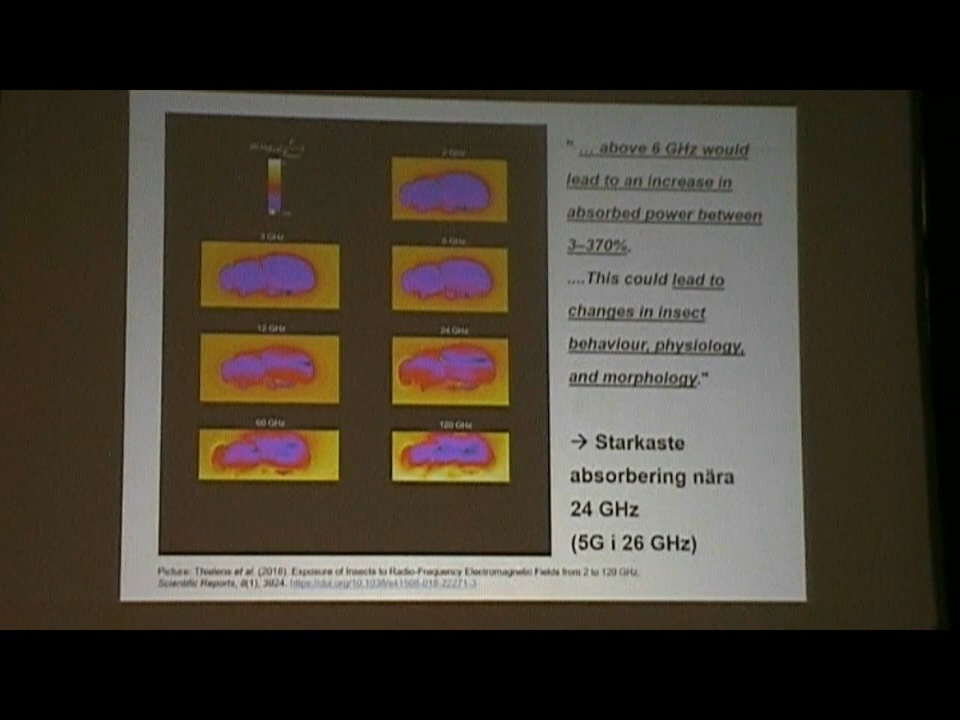 2 GHz
3 GHz
6 GHz
12 GHz
24 GHz
60 GHz
120 GHz
" ... above 6 GHz would
lead to an increase in
absorbed power between
3–370%.
....This could lead to
changes in insect
behaviour, physiology,
and morphology."
→ Starkaste
absorbering nära
24 GHz
(5G i 26 GHz)
Picture: Thielens et al. (2018). Exposure of Insects to Radio-Frequency Electromagnetic Fields from 2 to 120 GHz.
Scientific Reports, 8(1), 3924. https://doi.org/10.1038/s41598-018-22271-3